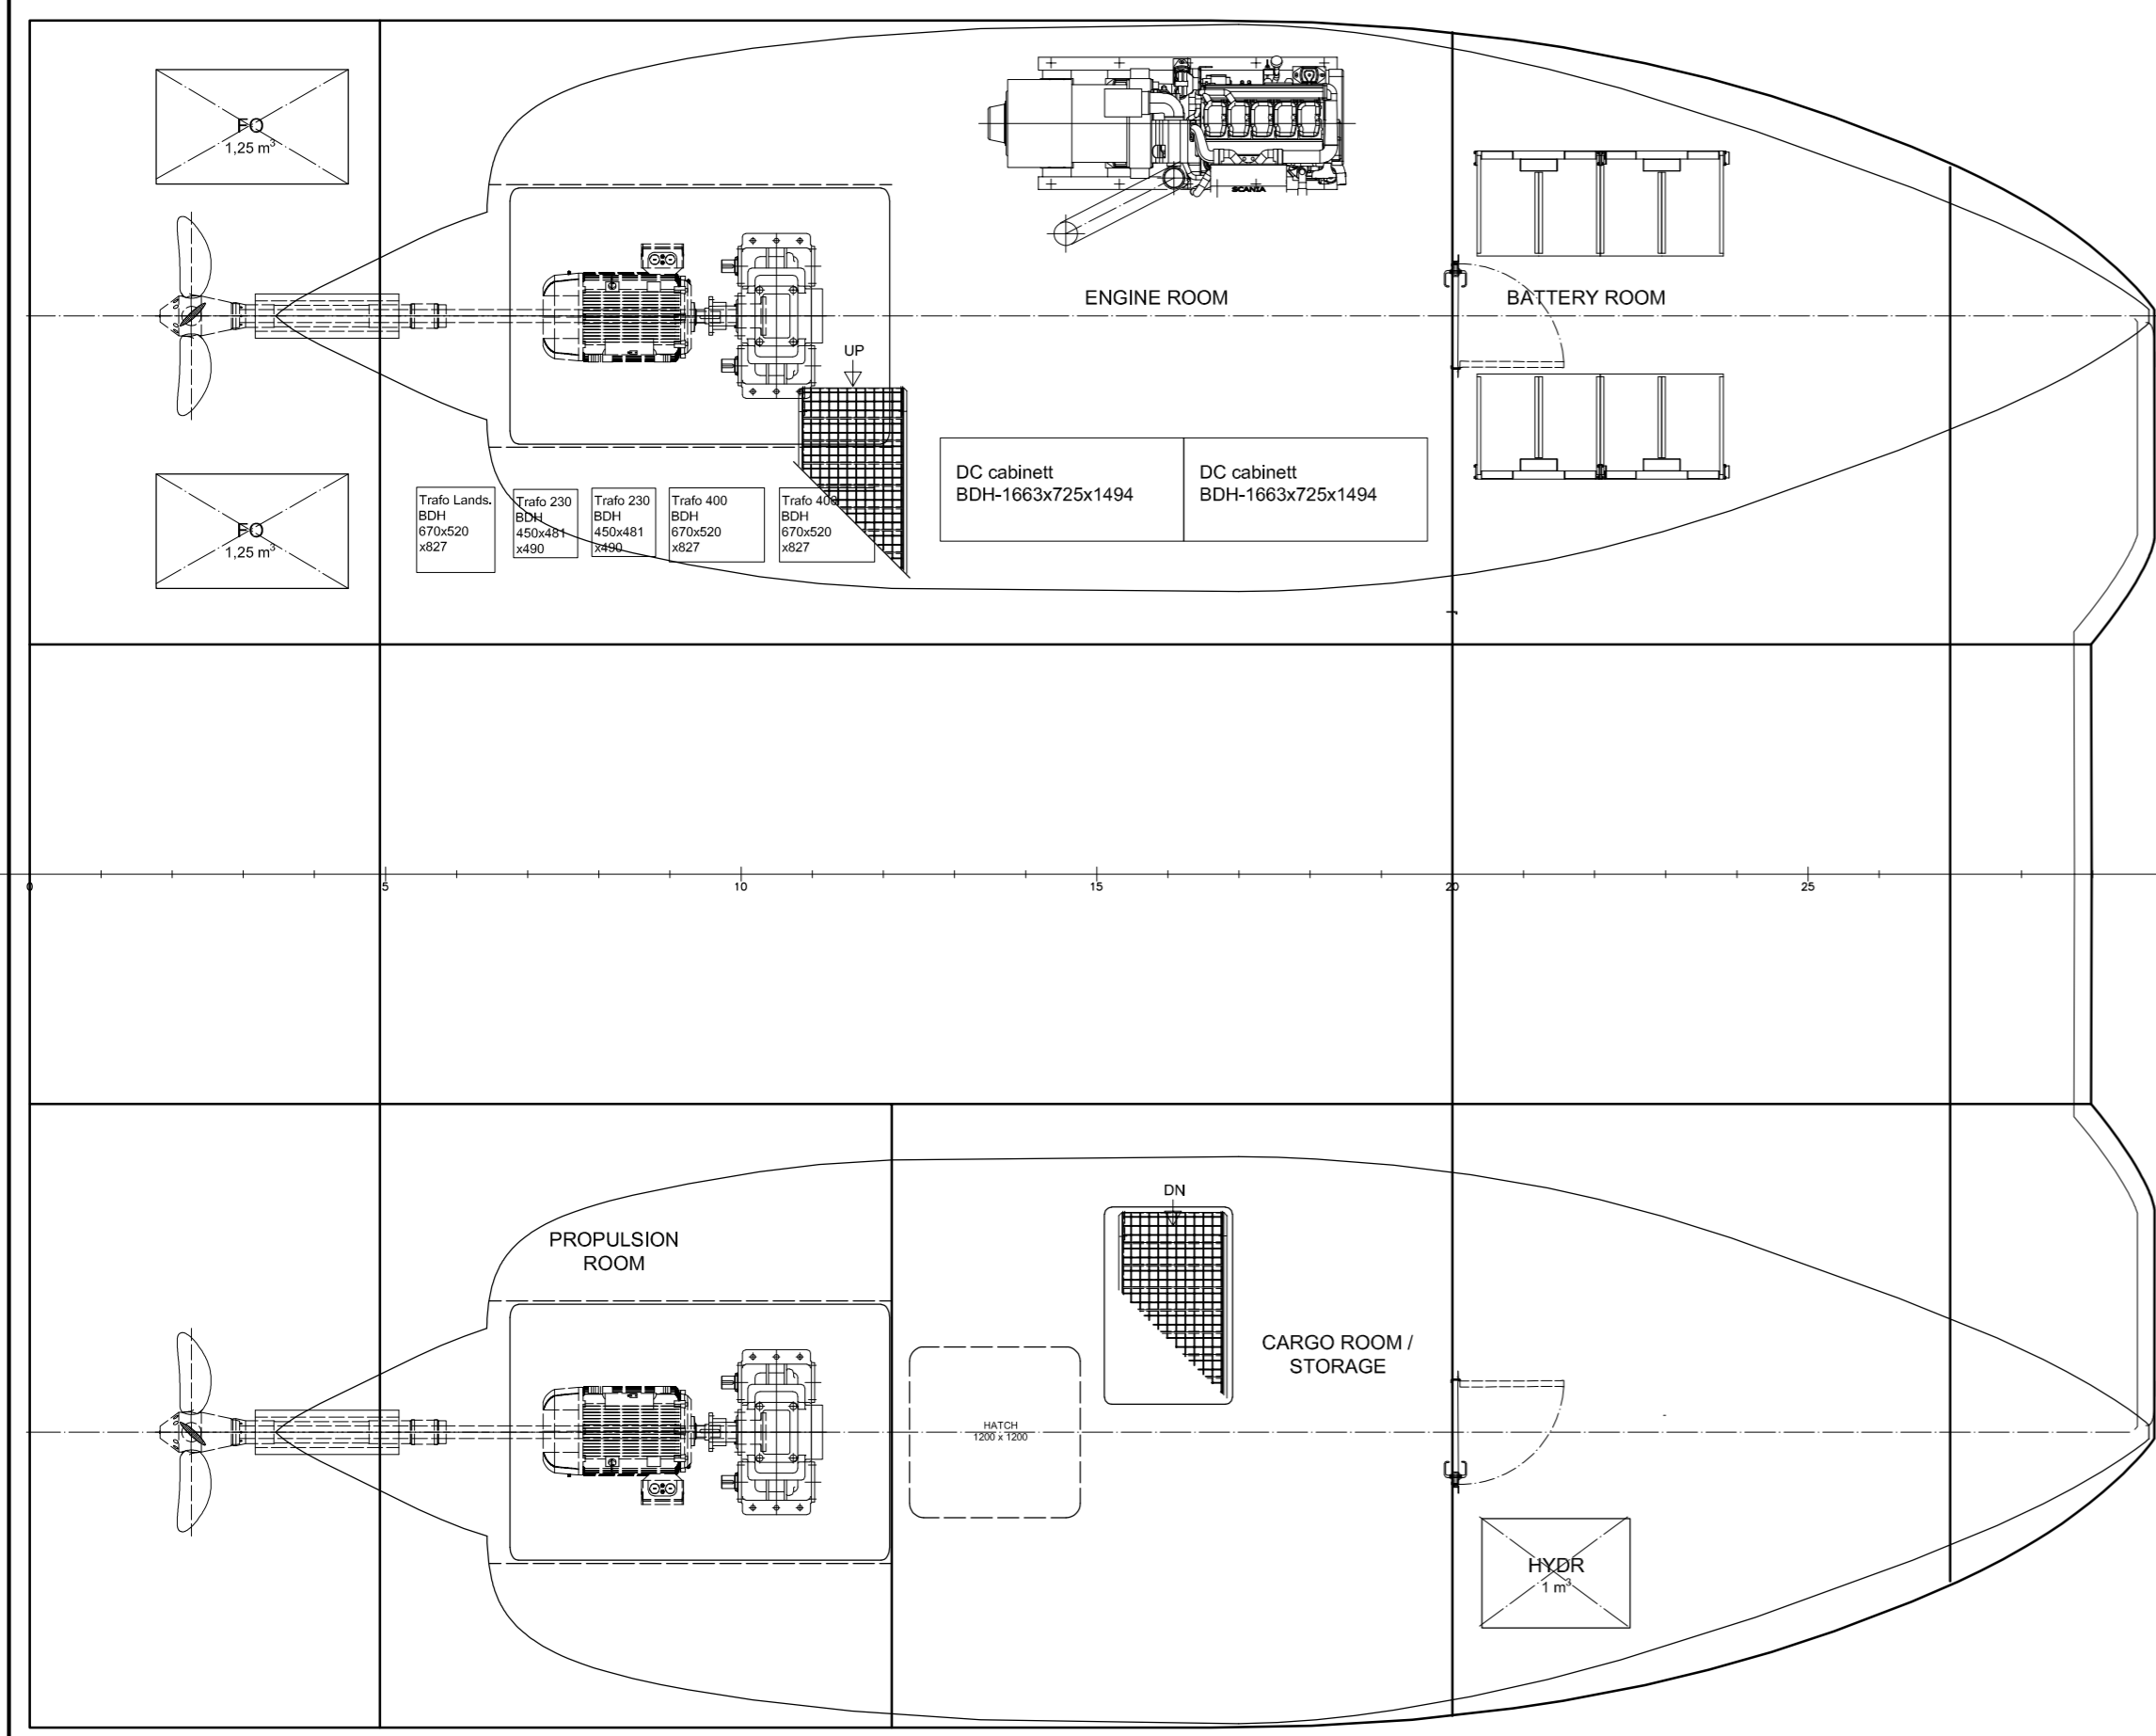 FO
1,25 m³
SCANIA
ENGINE ROOM
BATTERY ROOM
UP
DC cabinett
BDH-1663x725x1494
DC cabinett
BDH-1663x725x1494
Trafo Lands.
BDH
670x520
x827
Trafo 230
BDH
450x481
x490
Trafo 230
BDH
450x481
x490
Trafo 400
BDH
670x520
x827
Trafo 400
BDH
670x520
x827
FO
1,25 m³
0 5 10 15 20 25
PROPULSION
ROOM
DN
CARGO ROOM /
STORAGE
HATCH
1200 x 1200
HYDR
1 m³